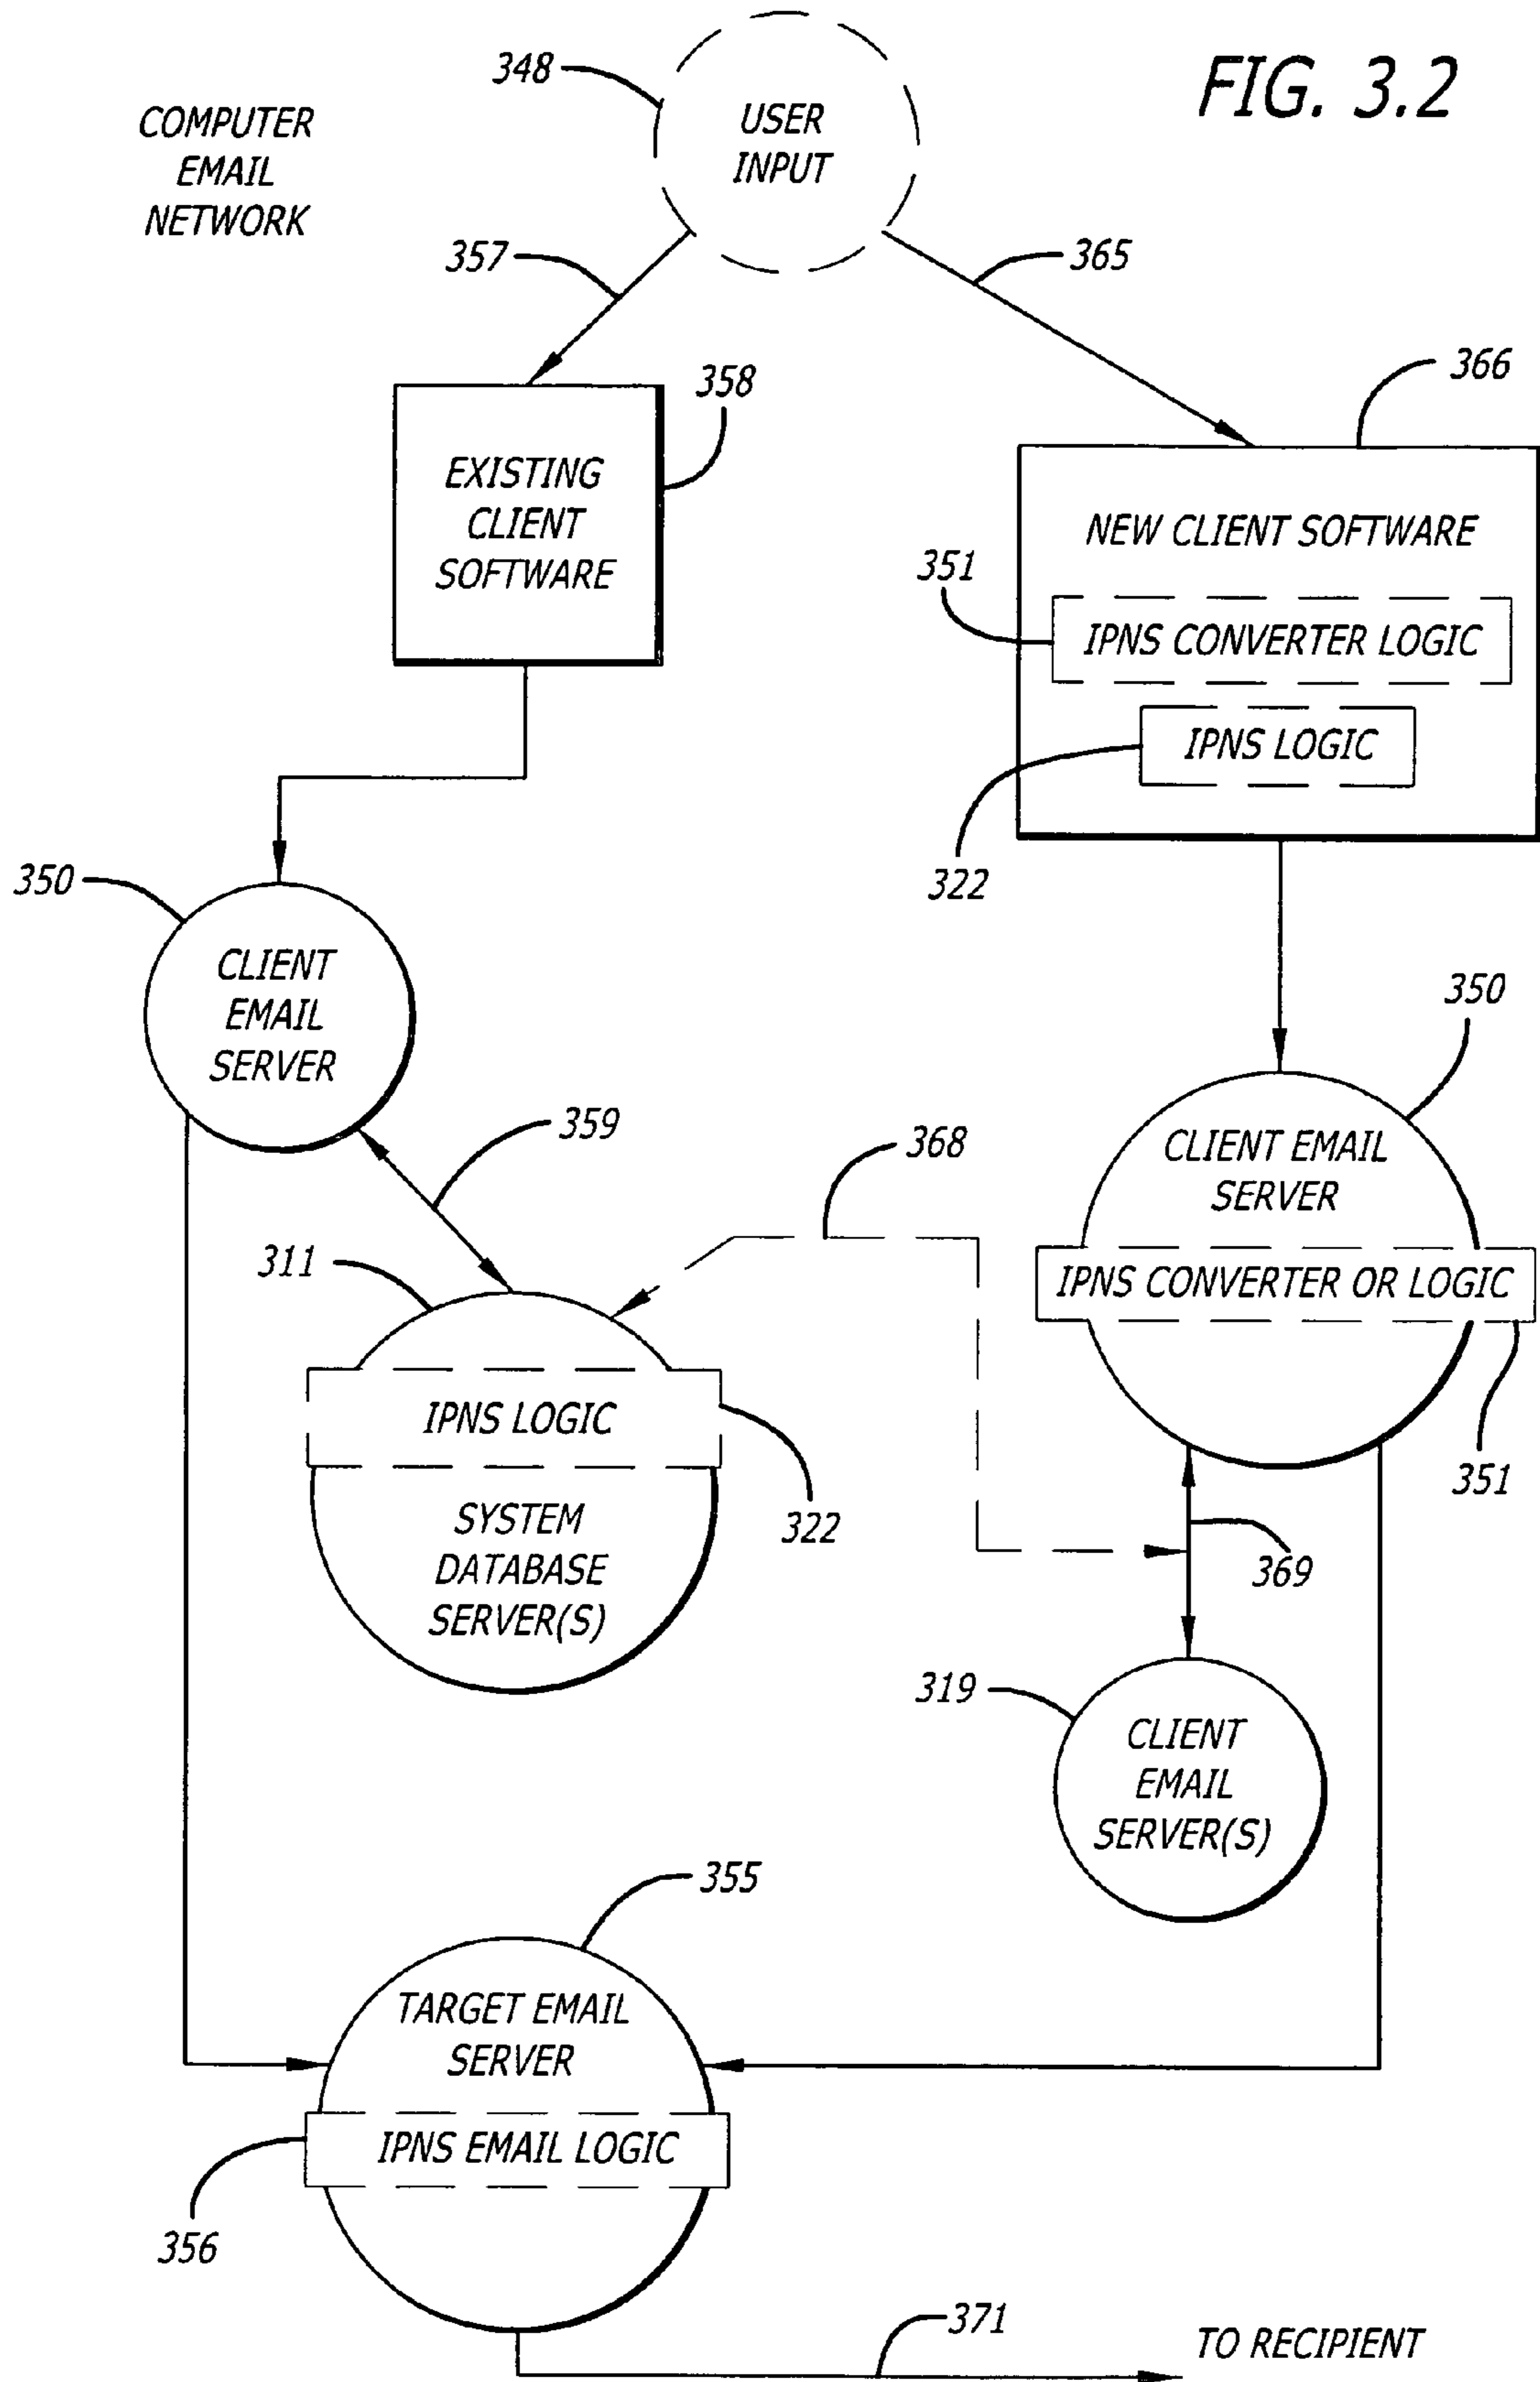 FIG. 3.2
348
USER
INPUT
COMPUTER
EMAIL
NETWORK
357
365
358
366
EXISTING
CLIENT
SOFTWARE
NEW CLIENT SOFTWARE
351
IPNS CONVERTER LOGIC
IPNS LOGIC
322
350
CLIENT
EMAIL
SERVER
350
359
368
CLIENT EMAIL
SERVER
311
IPNS CONVERTER OR LOGIC
IPNS LOGIC
351
322
SYSTEM
DATABASE
SERVER(S)
369
319
CLIENT
EMAIL
SERVER(S)
355
TARGET EMAIL
SERVER
IPNS EMAIL LOGIC
356
371
TO RECIPIENT